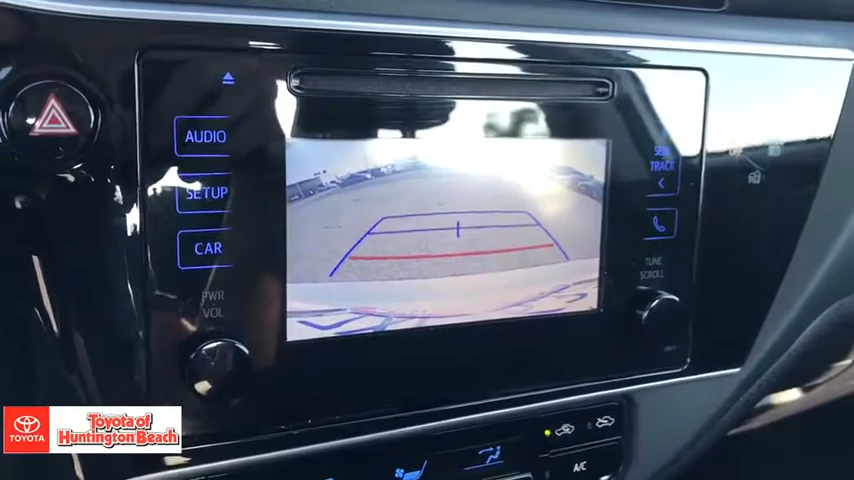 AUDIO
SETUP
CAR
PWR
VOL
SEEK
TRACK
TUNE
SCROLL
A/C
TOYOTA
Toyota of
Huntington Beach